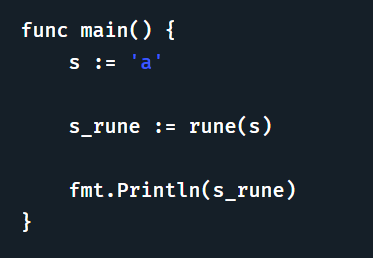 func main() {
    s := 'a'
    s_rune := rune(s)
    fmt.Println(s_rune)
}